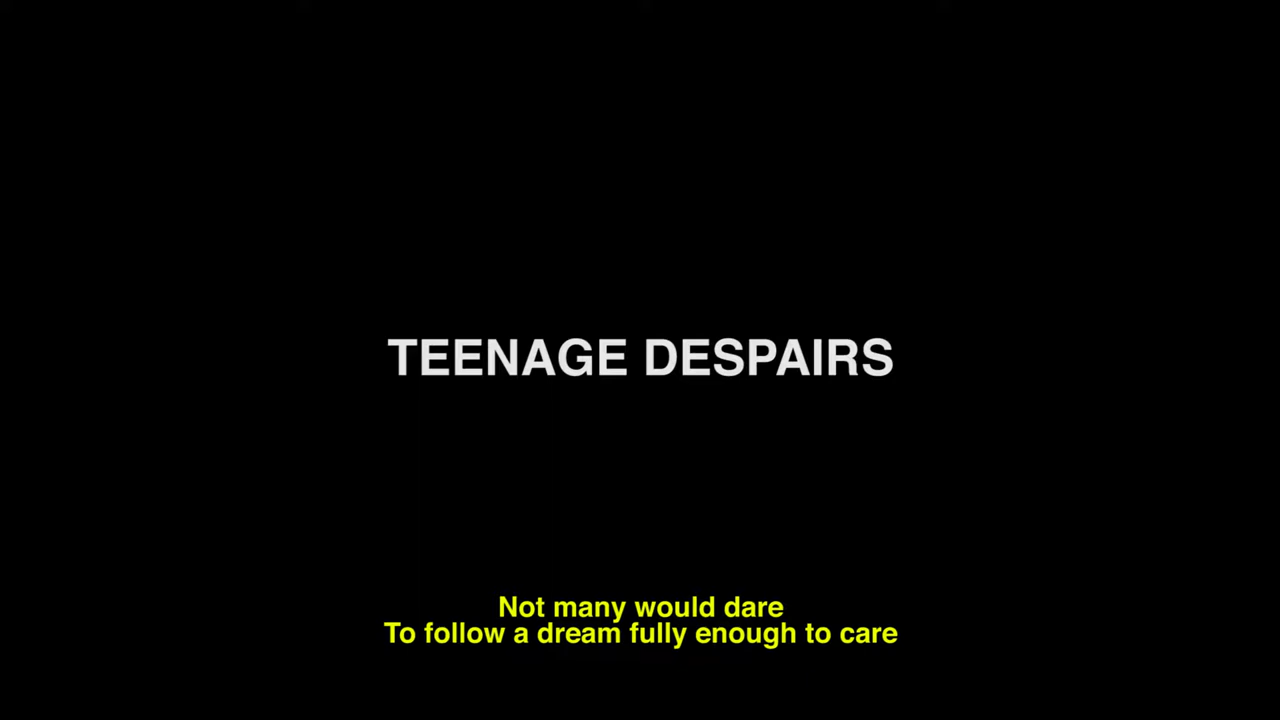 TEENAGE DESPAIRS
Not many would dare
To follow a dream fully enough to care